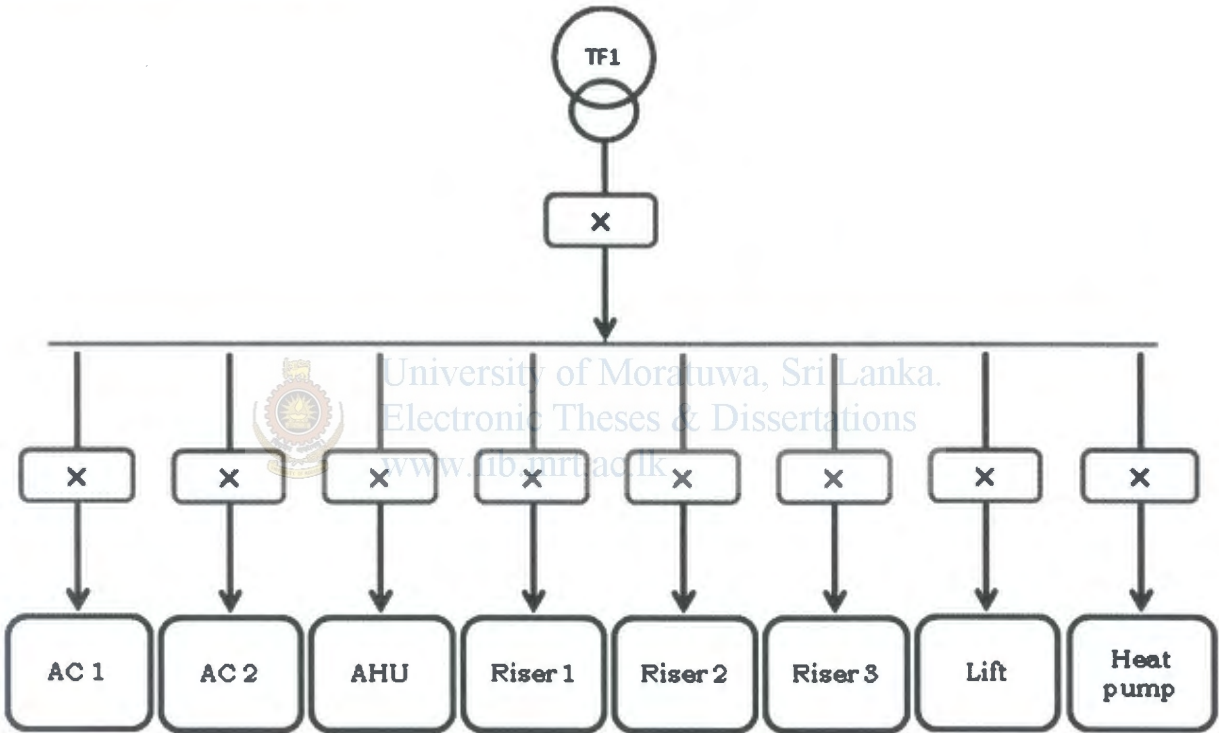 TF1
×
University of Moratuwa, Sri Lanka.
Electronic Theses & Dissertations
www.lib.mrt.ac.lk
× × × × × × × ×
AC 1 AC 2 AHU Riser 1 Riser 2 Riser 3 Lift Heat pump